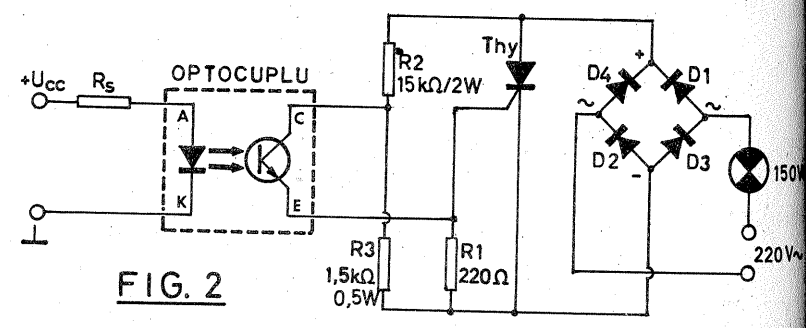 +Ucc
Rs
OPTOCUPLU
A
K
C
E
R2
15kΩ/2W
Thy
+
D4
D1
~
~
D2
D3
-
150W
220V~
R3
1,5kΩ
0,5W
R1
220Ω
FIG. 2